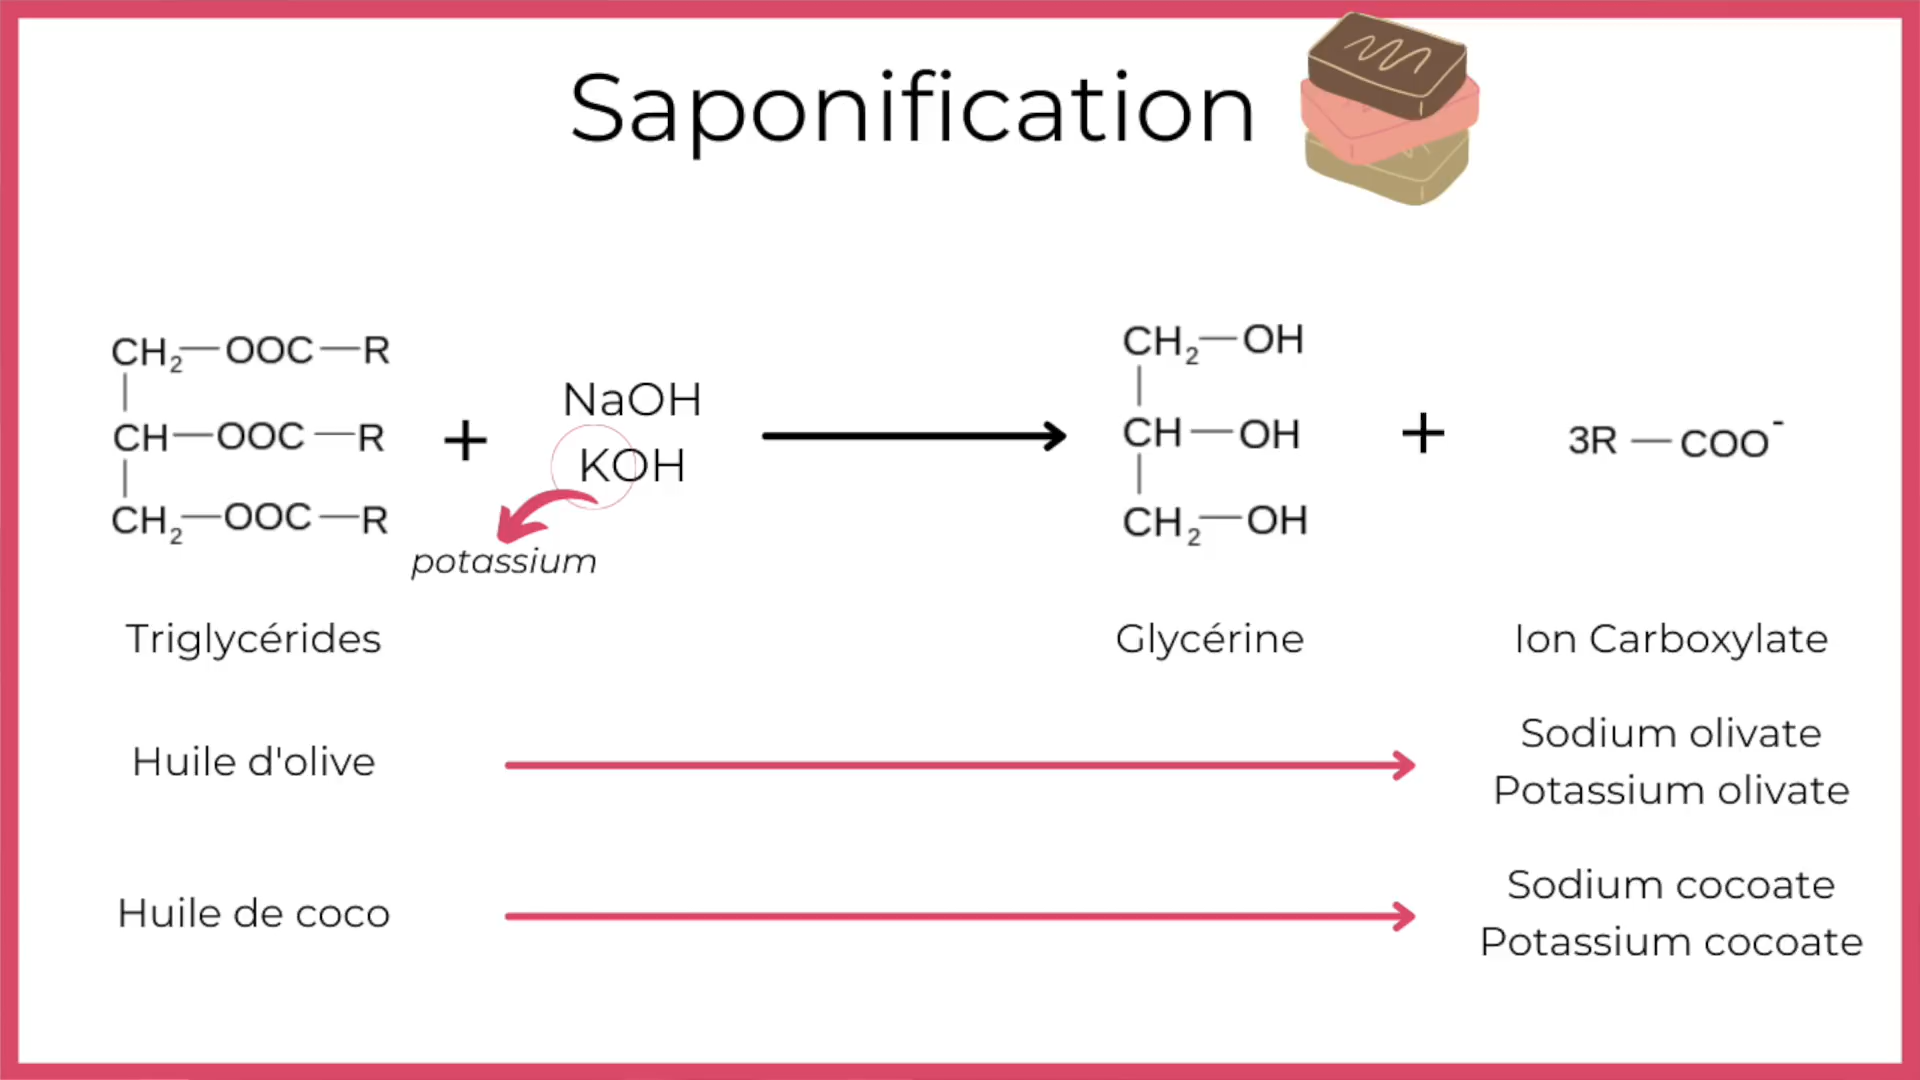 Saponification
CH₂—OOC—R
CH—OOC—R
CH₂—OOC—R
+
NaOH
KOH
potassium
CH₂—OH
CH—OH
CH₂—OH
+
3R — COO⁻
Triglycérides
Glycérine
Ion Carboxylate
Huile d'olive
Sodium olivate
Potassium olivate
Huile de coco
Sodium cocoate
Potassium cocoate